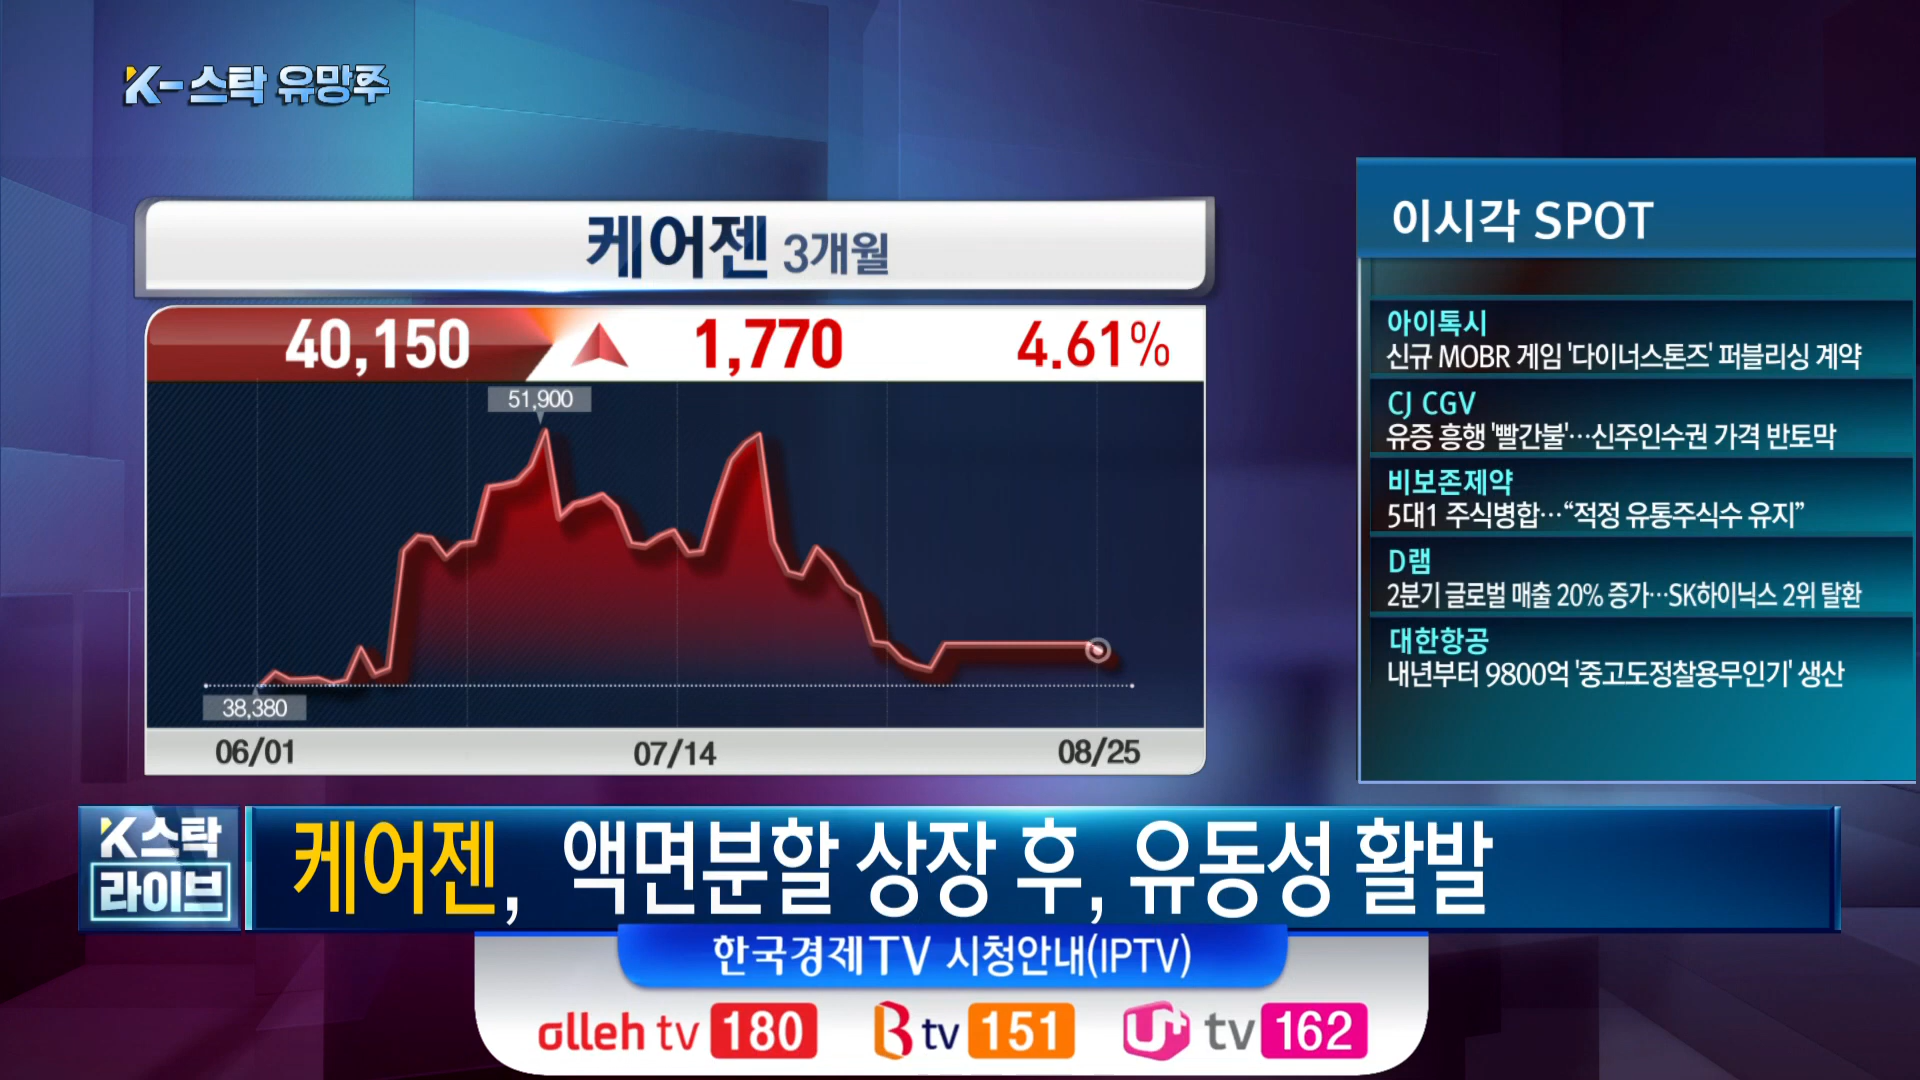 K-스탁 유망주
케어젠 3개월
40,150 1,770 4.61%
51,900
38,380
06/01 07/14 08/25
이시각 SPOT
아이톡시
신규 MOBR 게임 '다이너스톤즈' 퍼블리싱 계약
CJ CGV
유증 흥행 '빨간불'…신주인수권 가격 반토막
비보존제약
5대1 주식병합…“적정 유통주식수 유지”
D램
2분기 글로벌 매출 20% 증가…SK하이닉스 2위 탈환
대한항공
내년부터 9800억 '중고도정찰용무인기' 생산
K스탁
라이브
케어젠, 액면분할 상장 후, 유동성 활발
한국경제TV 시청안내(IPTV)
olleh tv 180 B tv 151 U+ tv 162